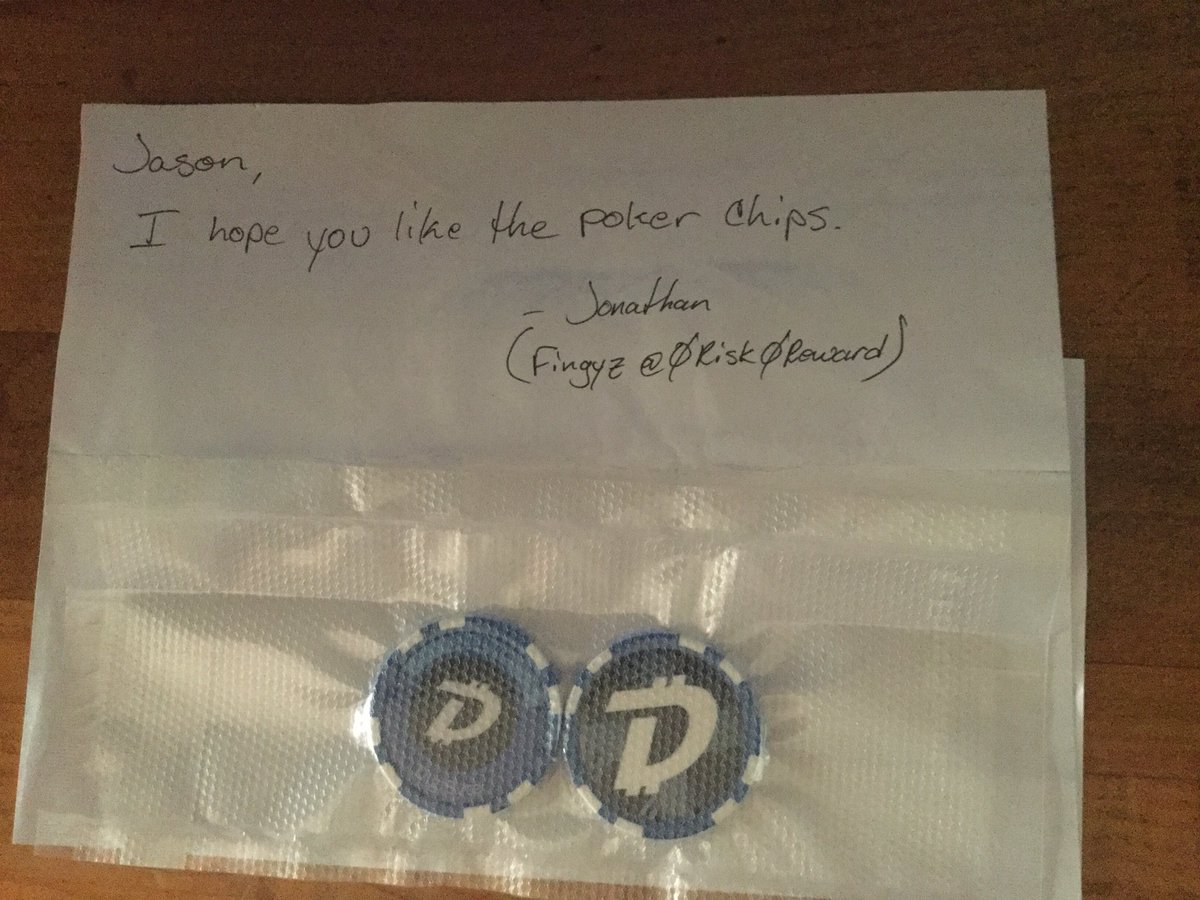 Jason,
I hope you like the poker chips.
- Jonathan
(Fingyz @ØRiskØReward)
D
D